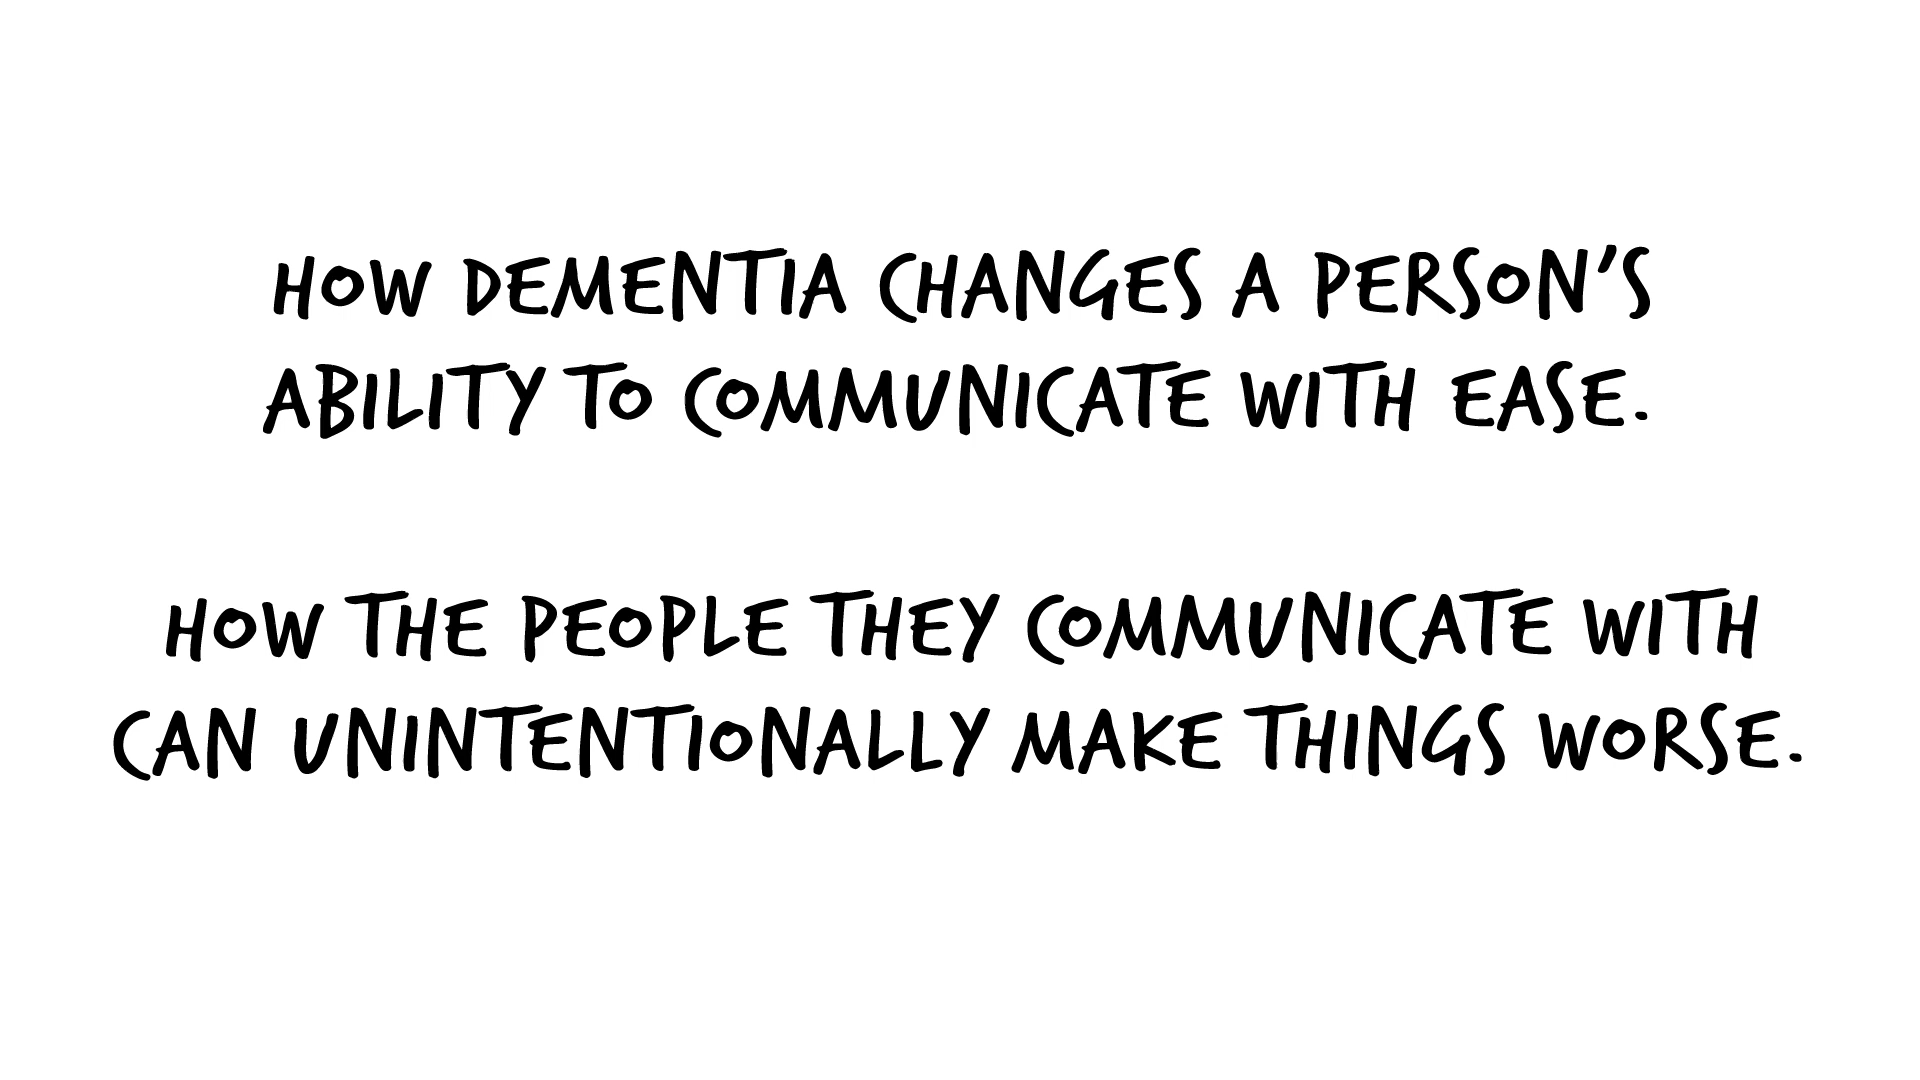 HOW DEMENTIA CHANGES A PERSON'S
ABILITY TO COMMUNICATE WITH EASE.
HOW THE PEOPLE THEY COMMUNICATE WITH
CAN UNINTENTIONALLY MAKE THINGS WORSE.